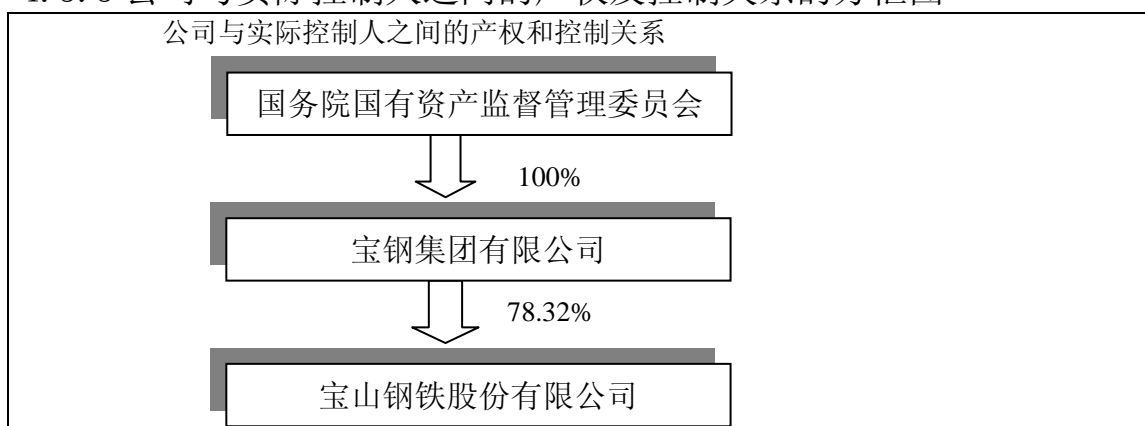 公司与实际控制人之间的产权和控制关系
国务院国有资产监督管理委员会
100%
宝钢集团有限公司
78.32%
宝山钢铁股份有限公司